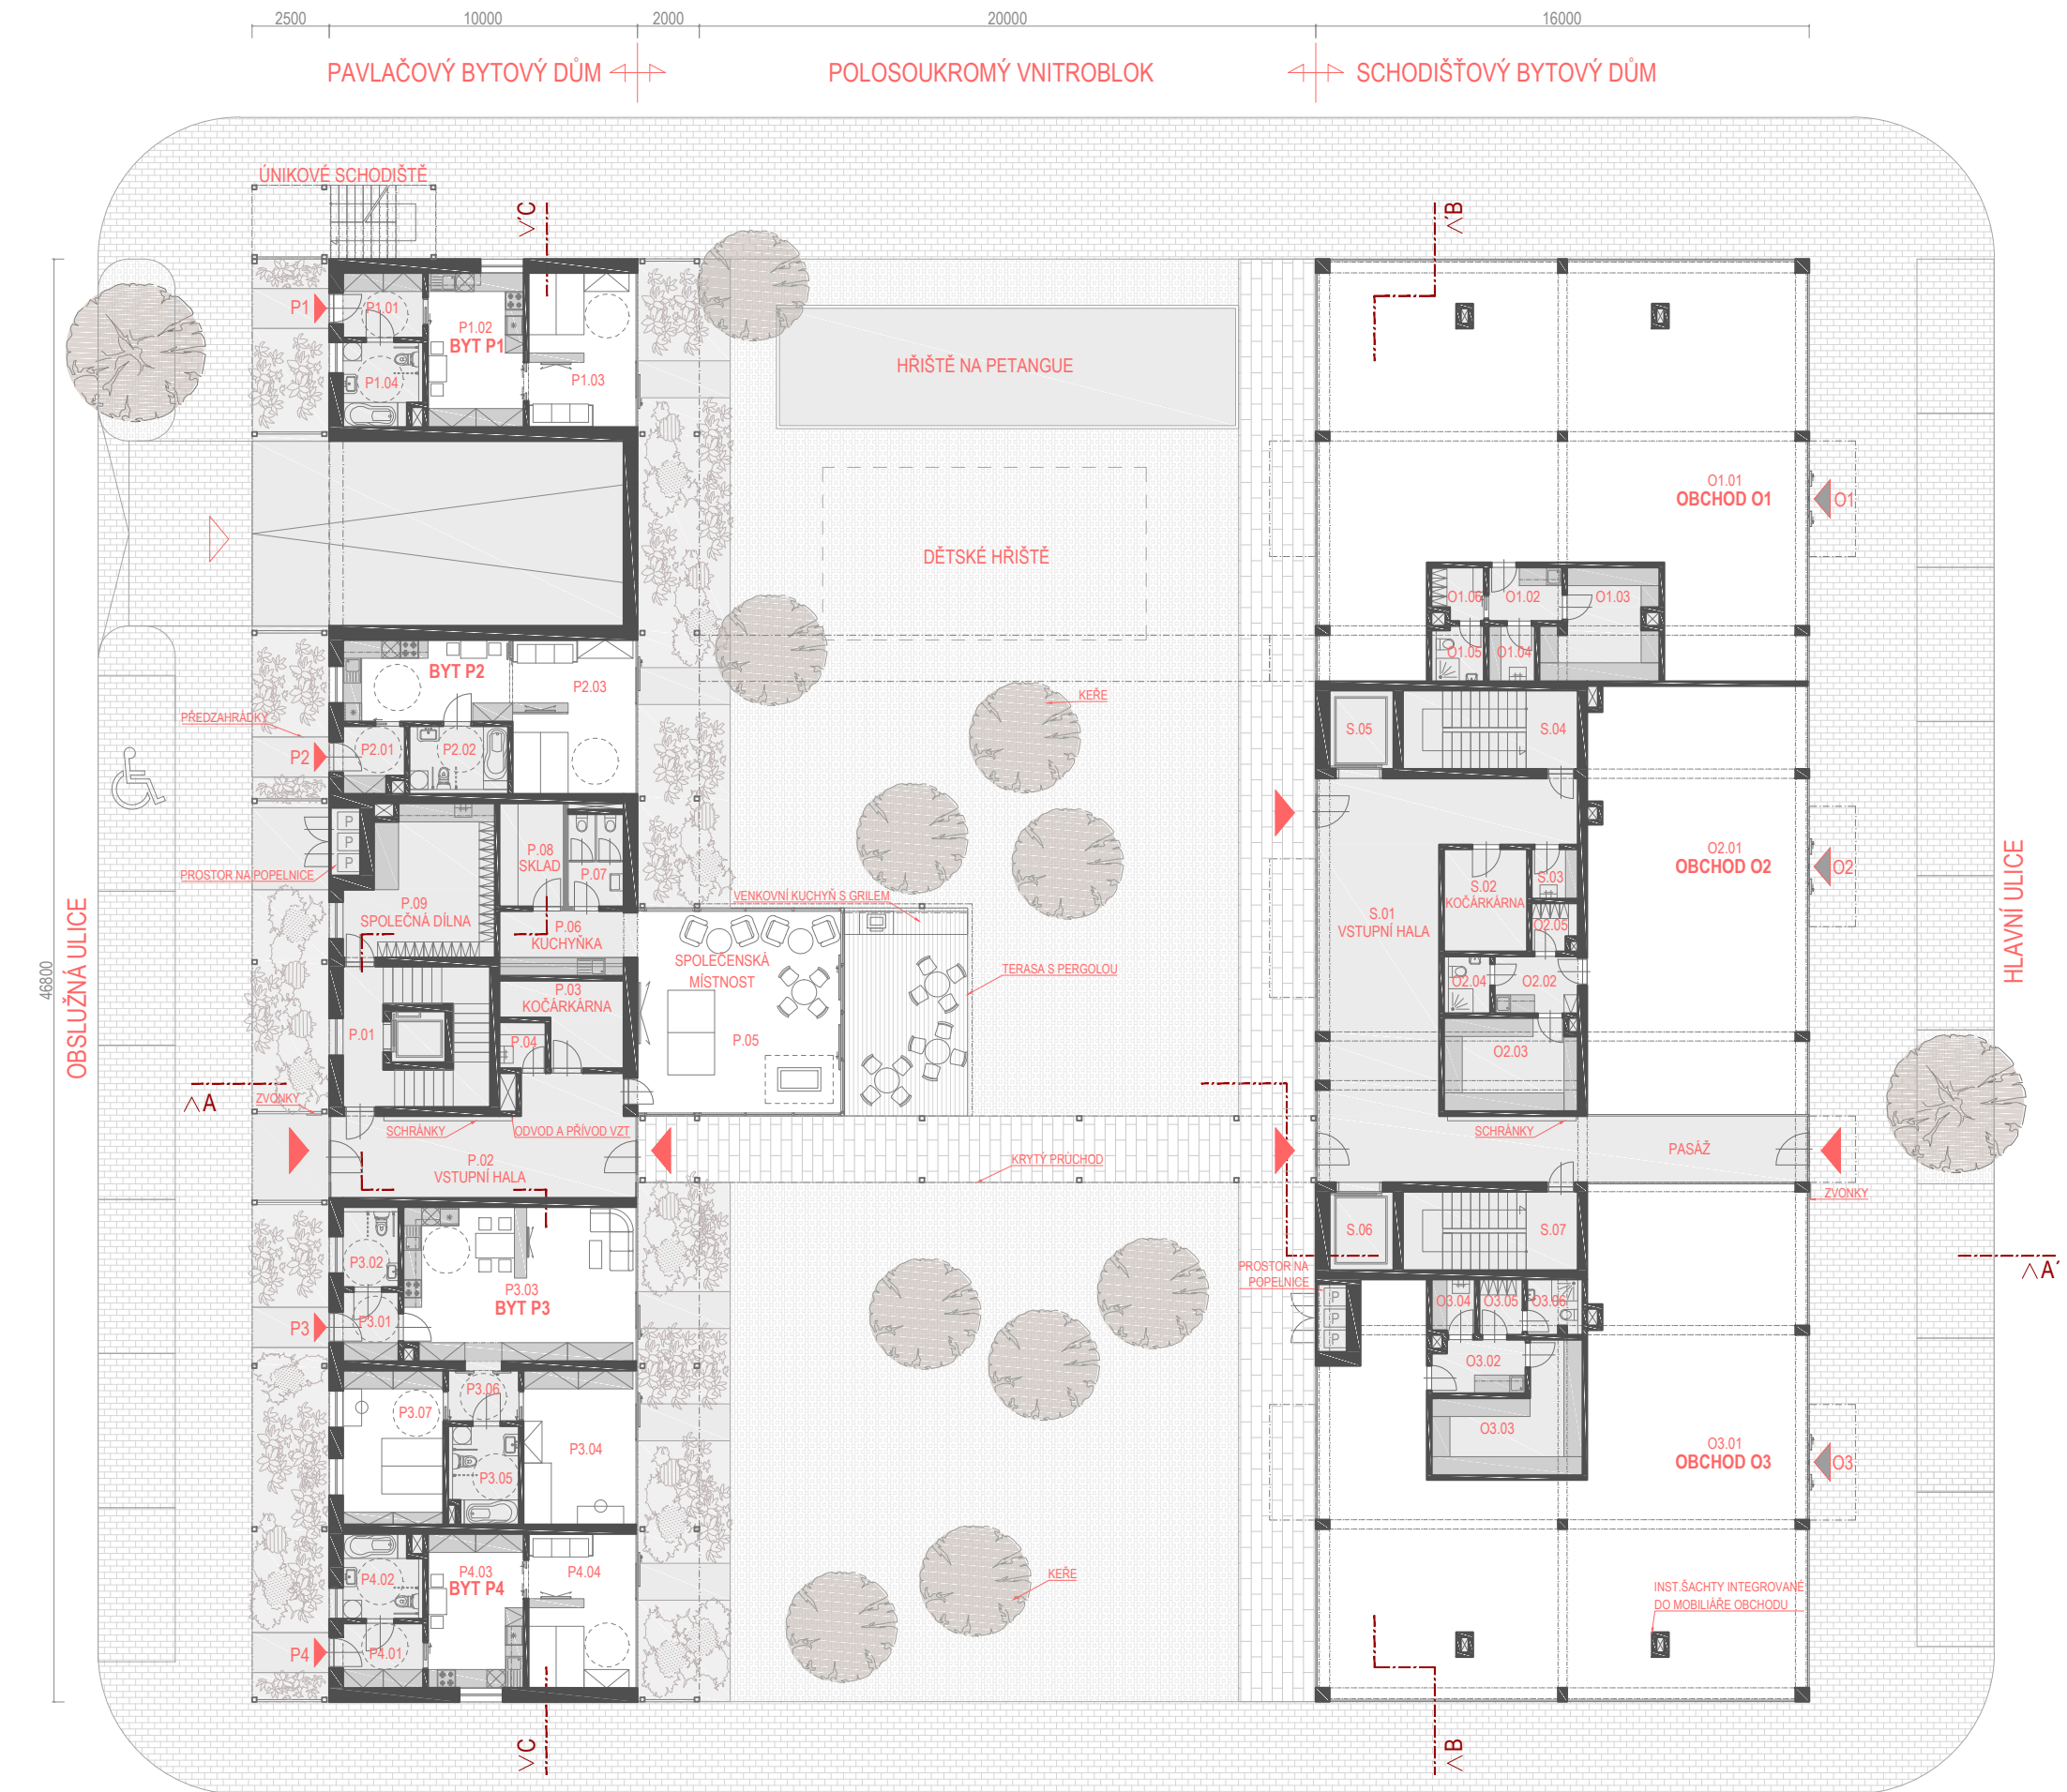 2500
10000
2000
20000
16000
PAVLAČOVÝ BYTOVÝ DŮM
POLOSOUKROMÝ VNITROBLOK
SCHODIŠŤOVÝ BYTOVÝ DŮM
ÚNIKOVÉ SCHODIŠTĚ
C'
B'
P1
P1.01
P1.02
BYT P1
P1.03
P1.04
HŘIŠTĚ NA PETANGUE
O1.01
OBCHOD O1
O1
DĚTSKÉ HŘIŠTĚ
O1.06
O1.02
O1.03
O1.05
O1.04
BYT P2
P2.03
KEŘE
PŘEDZAHRÁDKY
P2
P2.01
P2.02
S.05
S.04
P
P
P
PROSTOR NA POPELNICE
P.08
SKLAD
P.07
P.09
SPOLEČNÁ DÍLNA
P.06
KUCHYŇKA
VENKOVNÍ KUCHYŇ S GRILEM
SPOLEČENSKÁ
MÍSTNOST
TERASA S PERGOLOU
S.01
VSTUPNÍ HALA
S.02
KOČÁRKÁRNA
S.03
O2.05
O2.01
OBCHOD O2
O2
O2.04
O2.02
O2.03
OBSLUŽNÁ ULICE
46800
HLAVNÍ ULICE
P.03
KOČÁRKÁRNA
P.01
P.04
P.05
A
ZVONKY
SCHRÁNKY
ODVOD A PŘÍVOD VZT
SCHRÁNKY
P.02
VSTUPNÍ HALA
KRYTÝ PRŮCHOD
PASÁŽ
ZVONKY
S.06
S.07
A'
P3.02
P3.03
BYT P3
P3
P3.01
PROSTOR NA
POPELNICE
P
P
P
O3.04
O3.05
O3.06
O3.02
O3.03
O3.01
OBCHOD O3
O3
P3.06
P3.07
P3.04
P3.05
P4.02
P4.03
BYT P4
P4.04
KEŘE
P4
P4.01
INST.ŠACHTY INTEGROVANÉ
DO MOBILIÁŘE OBCHODU
C
B